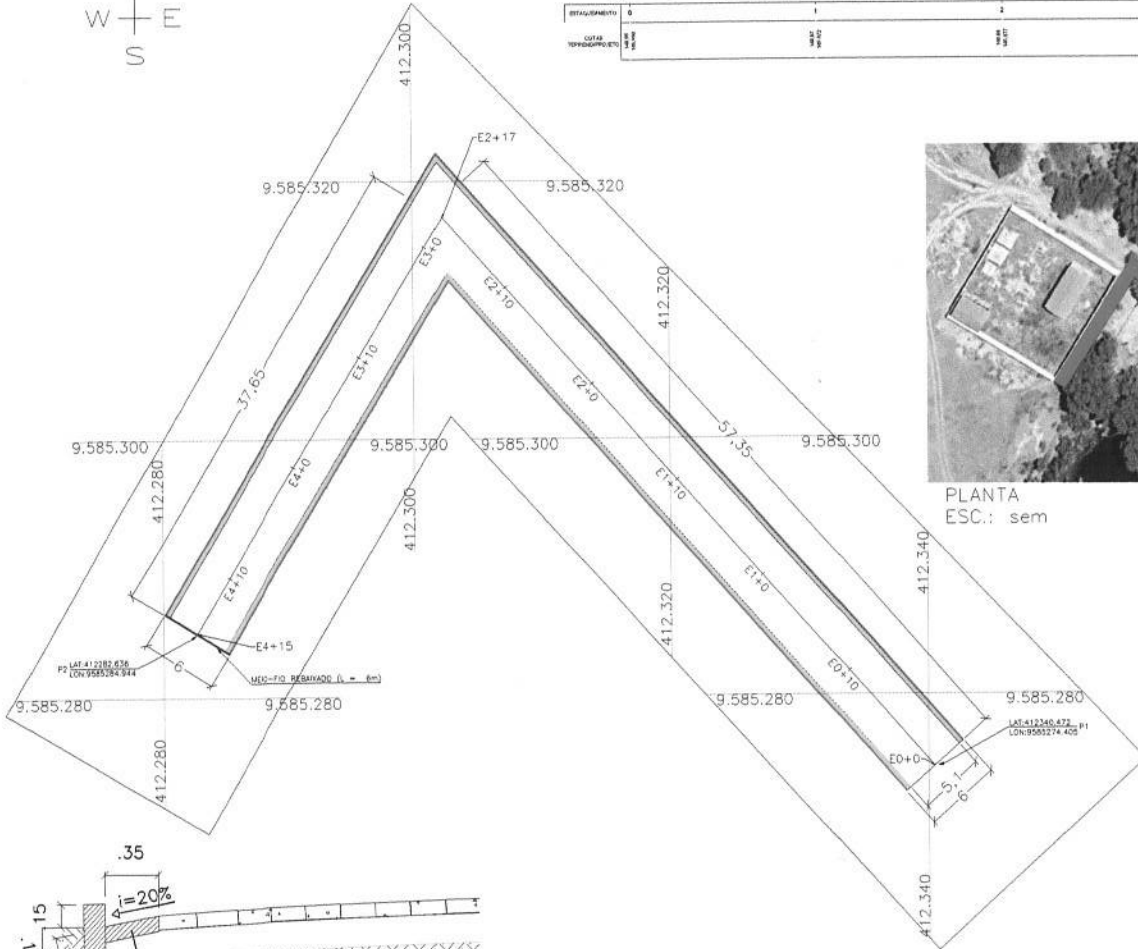 W E
S
ESTAQUEAMENTO 0 1 2
COTAS
TERRENO/PROJETO
412.300
E2+17
9.585.320
9.585.320
E3+0
E2+10
412.320
37,65
E3+10
E2+0
57,35
9.585.300
9.585.300
9.585.300
9.585.300
412.280
E4+0
412.300
E1+10
PLANTA
ESC.: sem
412.340
E4+10
E1+0
412.320
E4+15
P2 LAT:412282.636
LON:9585284.944
6
MEIO-FIO REBAIXADO (L = 6m)
E0+10
9.585.280
9.585.280
9.585.280
9.585.280
LAT:412340.472 P1
LON:9585274.405
E0+0
5,1
6
412.280
412.340
.35
i=20%
15